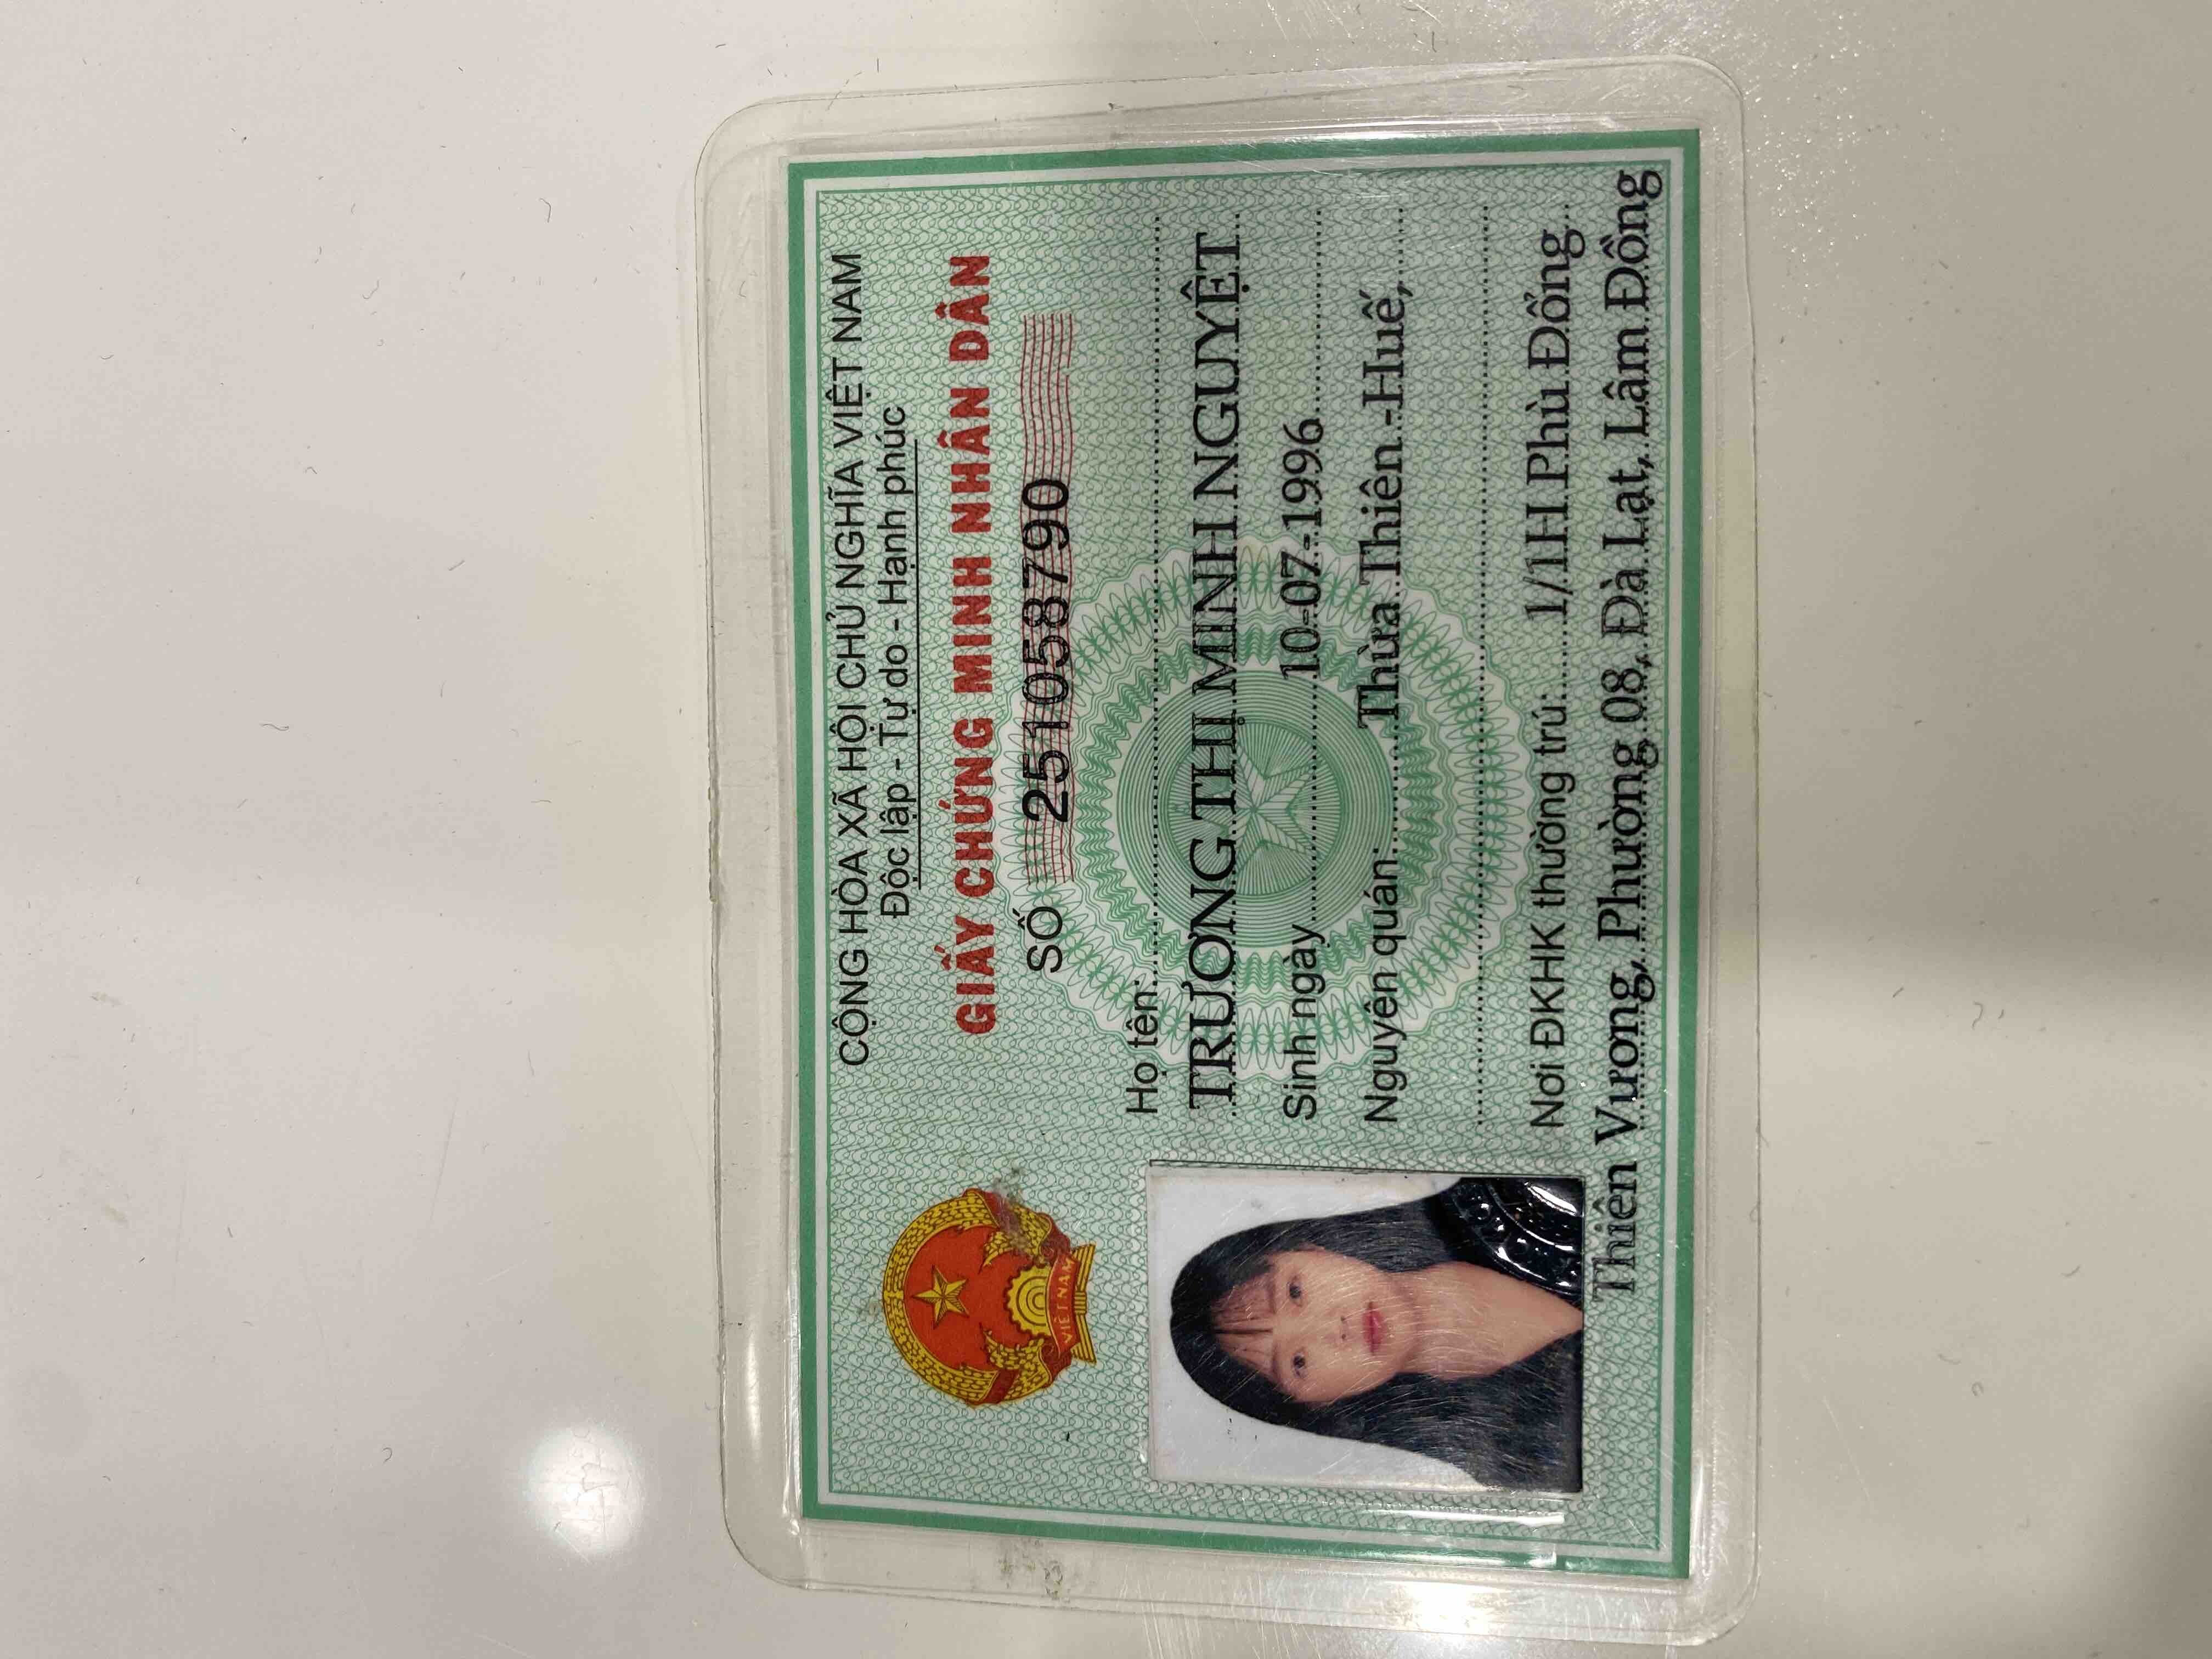 CỘNG HÒA XÃ HỘI CHỦ NGHĨA VIỆT NAM
Độc lập - Tự do - Hạnh phúc
GIẤY CHỨNG MINH NHÂN DÂN
SỐ 251058790
VIỆT NAM
Họ tên:
TRƯƠNG THỊ MINH NGUYỆT
Sinh ngày 10-07-1996
Nguyên quán: Thừa Thiên -Huế,
Nơi ĐKHK thường trú: 1/1H Phù Đổng
Thiên Vương, Phường 08, Đà Lạt, Lâm Đồng